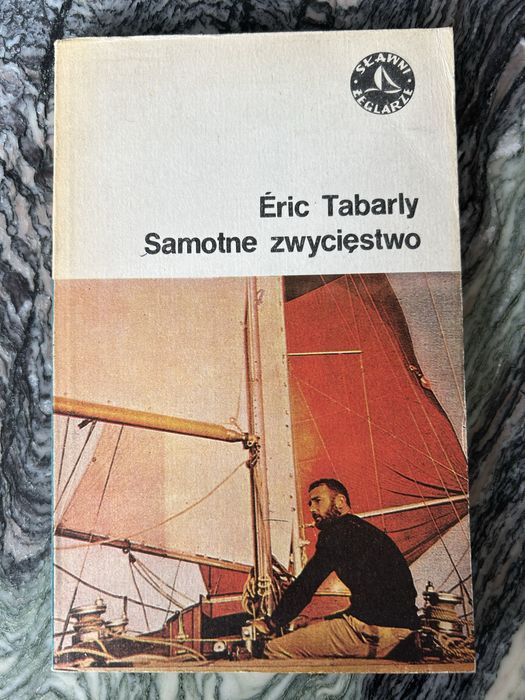 SŁAWNI
ŻEGLARZE
Éric Tabarly
Samotne zwycięstwo